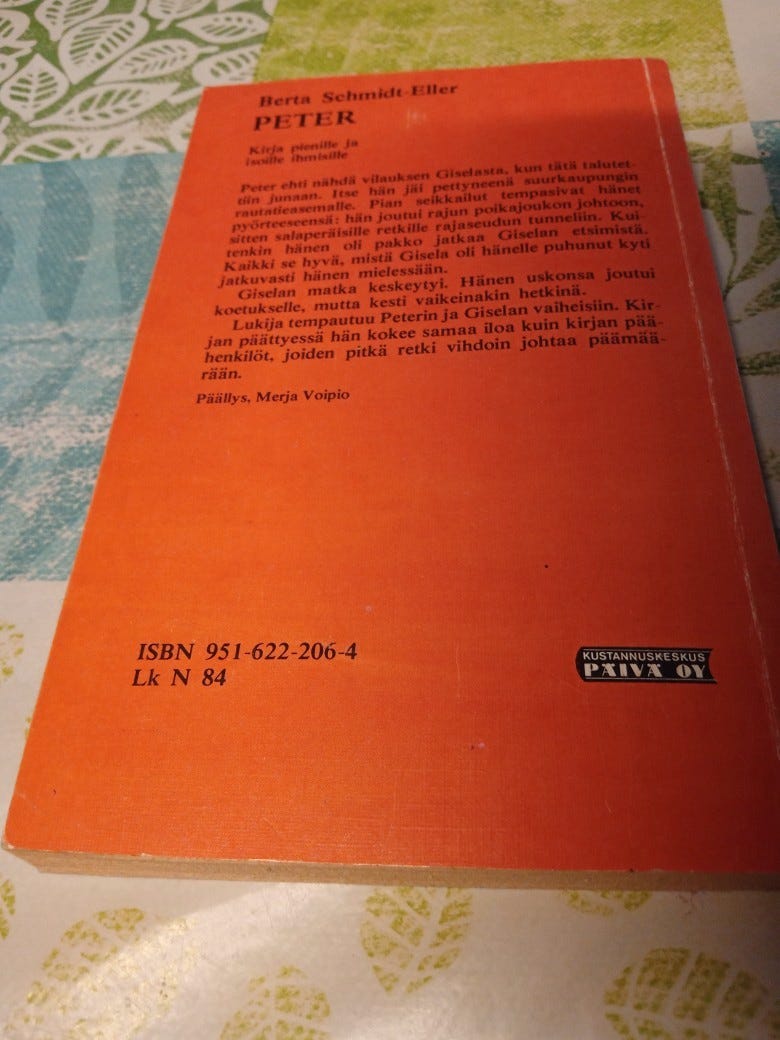 Berta Schmidt-Eller
PETER
Kirja pienille ja
isoille ihmisille
Peter ehti nähdä vilauksen Giselasta, kun tätä talutet-
tiin junaan. Itse hän jäi pettyneenä suurkaupungin
rautatieasemalle. Pian seikkailut tempasivat hänet
pyörteeseensä: hän joutui rajun poikajoukon johtoon,
sitten salaperäisille retkille rajaseudun tunneliin. Kui-
tenkin hänen oli pakko jatkaa Giselan etsimistä.
Kaikki se hyvä, mistä Gisela oli hänelle puhunut kyti
jatkuvasti hänen mielessään.
Giselan matka keskeytyi. Hänen uskonsa joutui
koetukselle, mutta kesti vaikeinakin hetkinä.
Lukija tempautuu Peterin ja Giselan vaiheisiin. Kir-
jan päättyessä hän kokee samaa iloa kuin kirjan pää-
henkilöt, joiden pitkä retki vihdoin johtaa päämää-
rään.
Päällys, Merja Voipio
ISBN 951-622-206-4
Lk N 84
KUSTANNUSKESKUS
PÄIVÄ OY